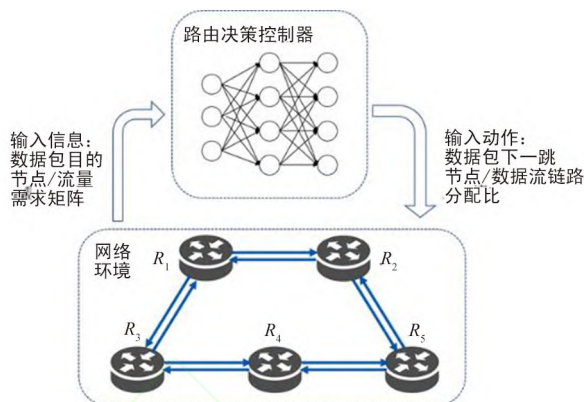 路由决策控制器
输入信息：
数据包目的
节点/流量
需求矩阵
输入动作：
数据包下一跳
节点/数据流链路
分配比
网络
环境
R1
R2
R3
R4
R5